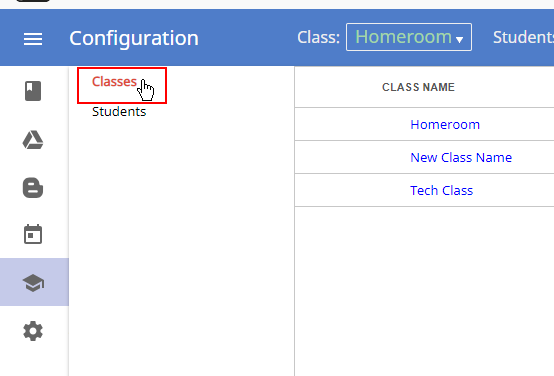 Configuration
Class: Homeroom
Students
Classes
Students
CLASS NAME
Homeroom
New Class Name
Tech Class